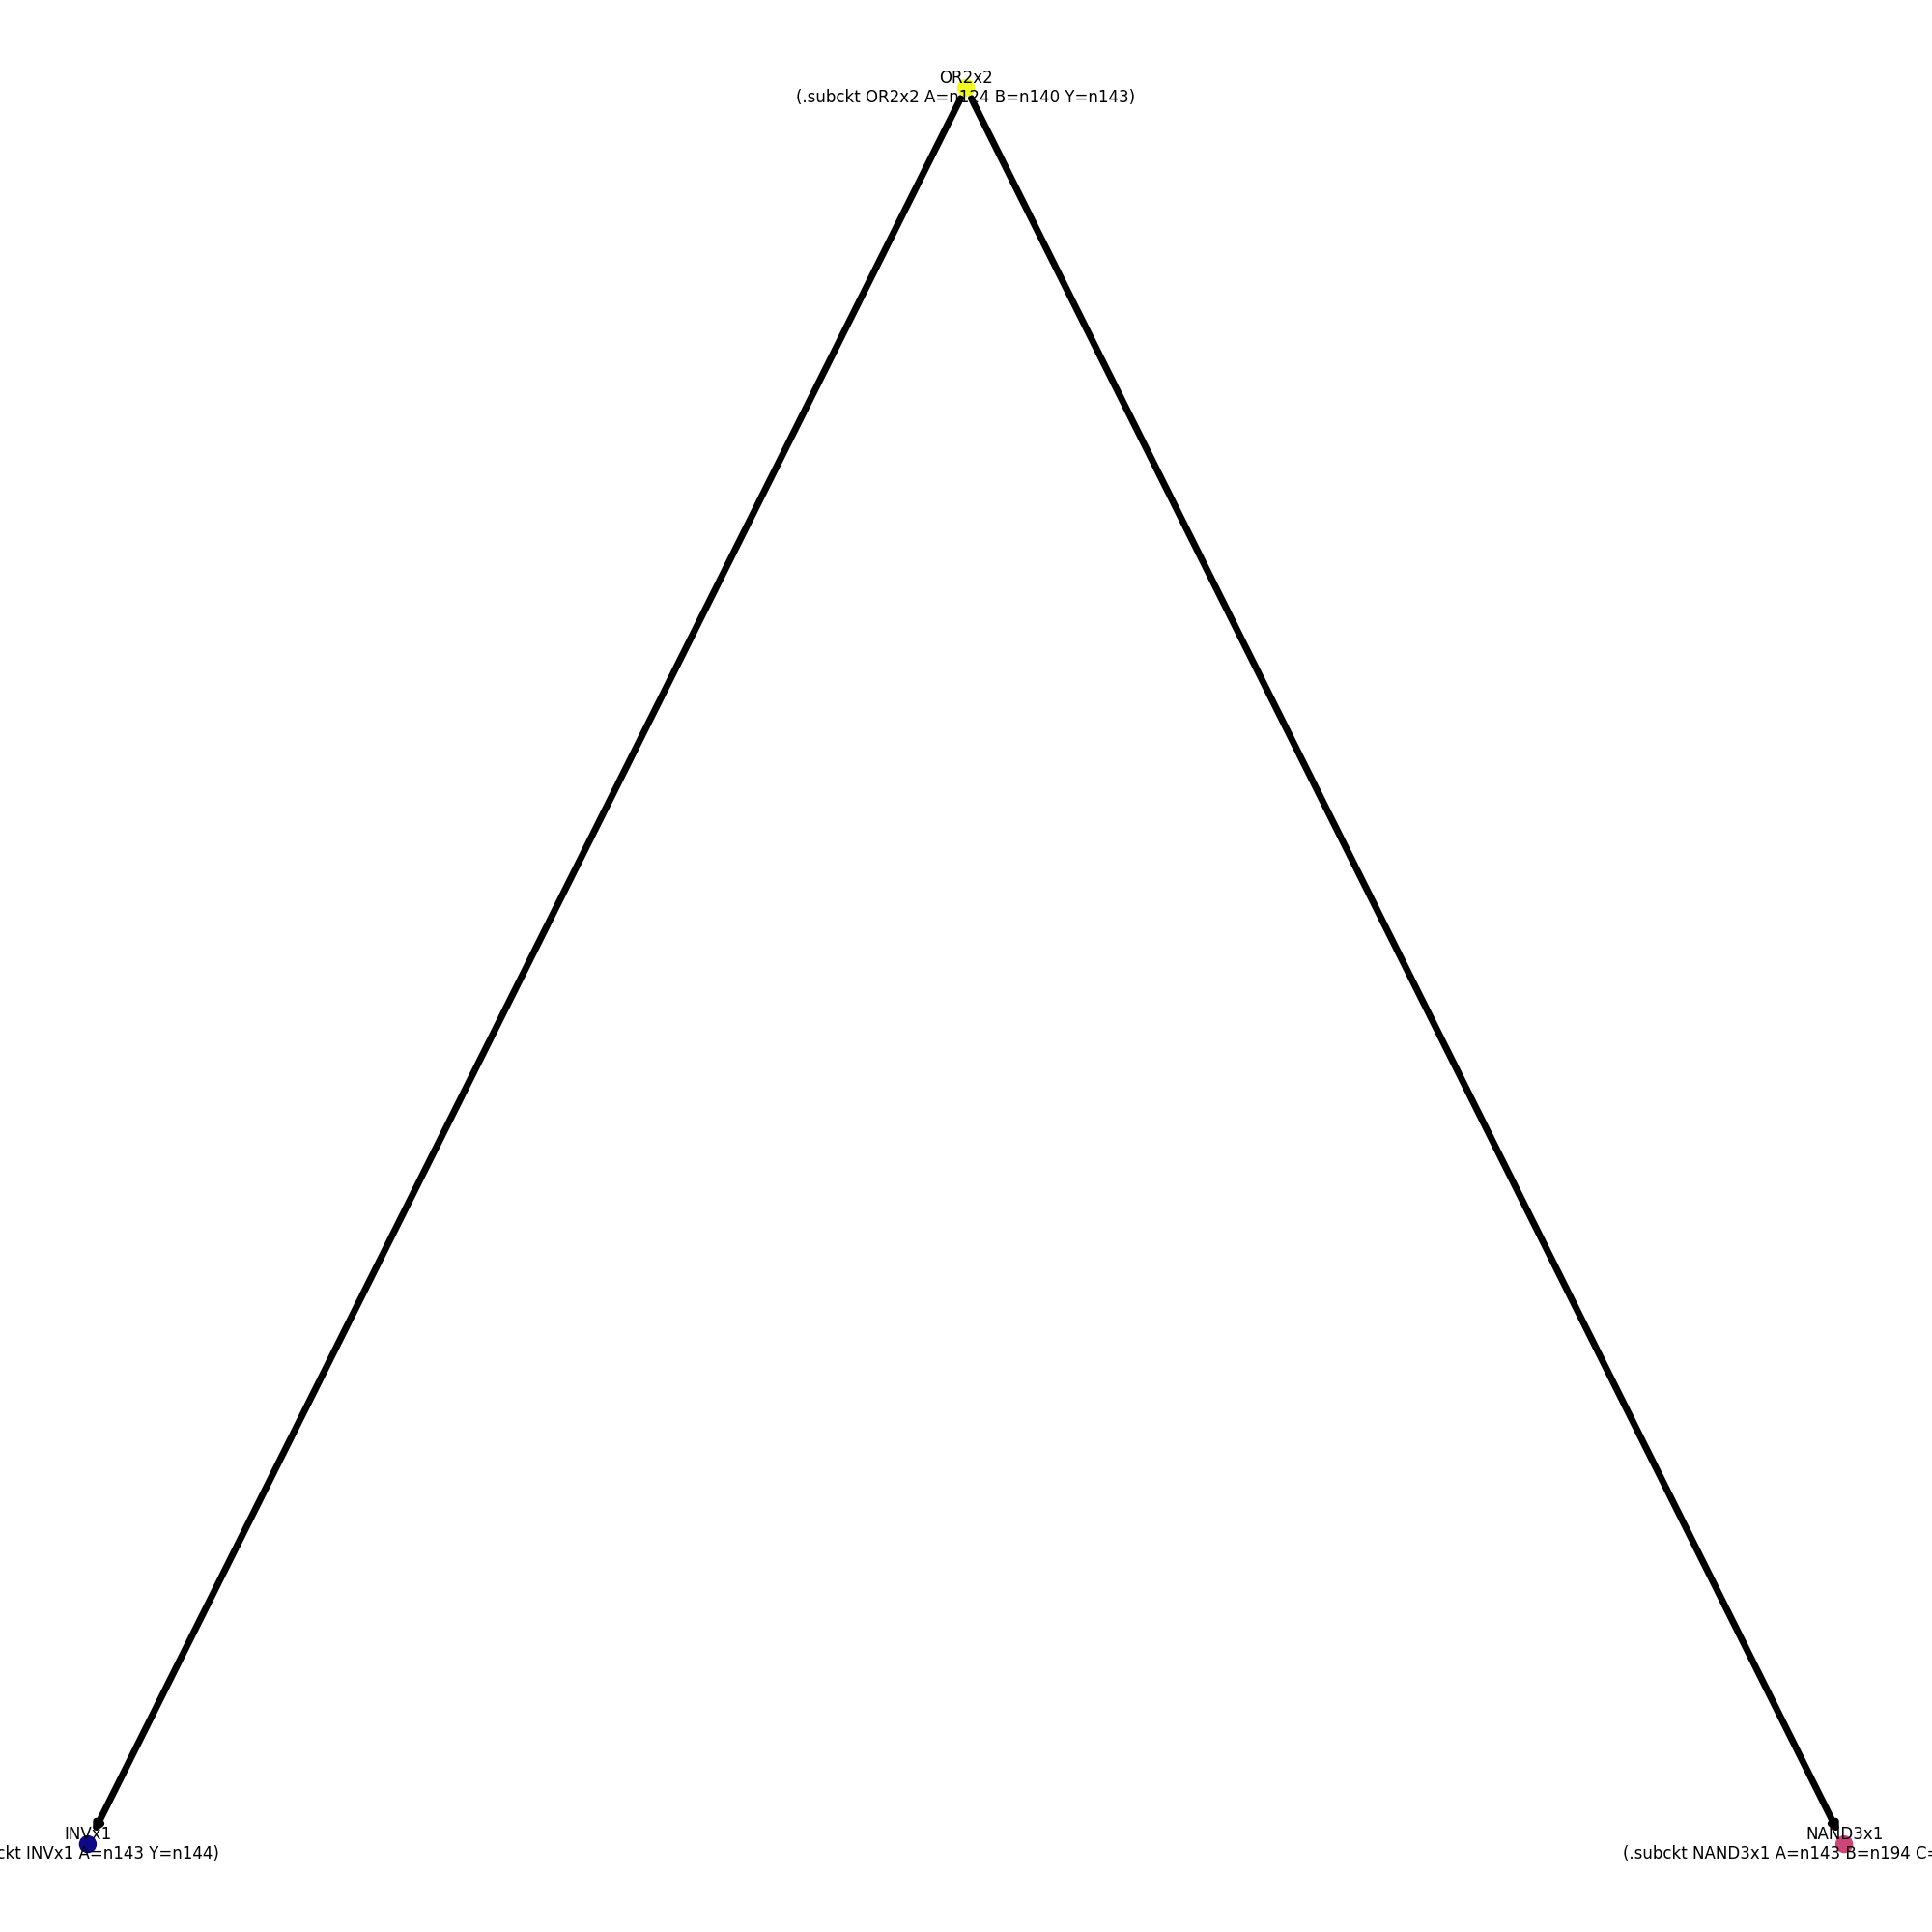 OR2x2
(.subckt OR2x2 A=n124 B=n140 Y=n143)
INVx1
ckt INVx1 A=n143 Y=n144)
NAND3x1
(.subckt NAND3x1 A=n143 B=n194 C=